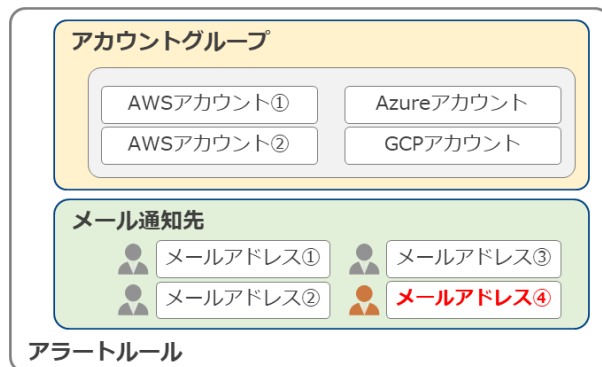 アカウントグループ
AWSアカウント① Azureアカウント
AWSアカウント② GCPアカウント
メール通知先
メールアドレス① メールアドレス③
メールアドレス② メールアドレス④
アラートルール